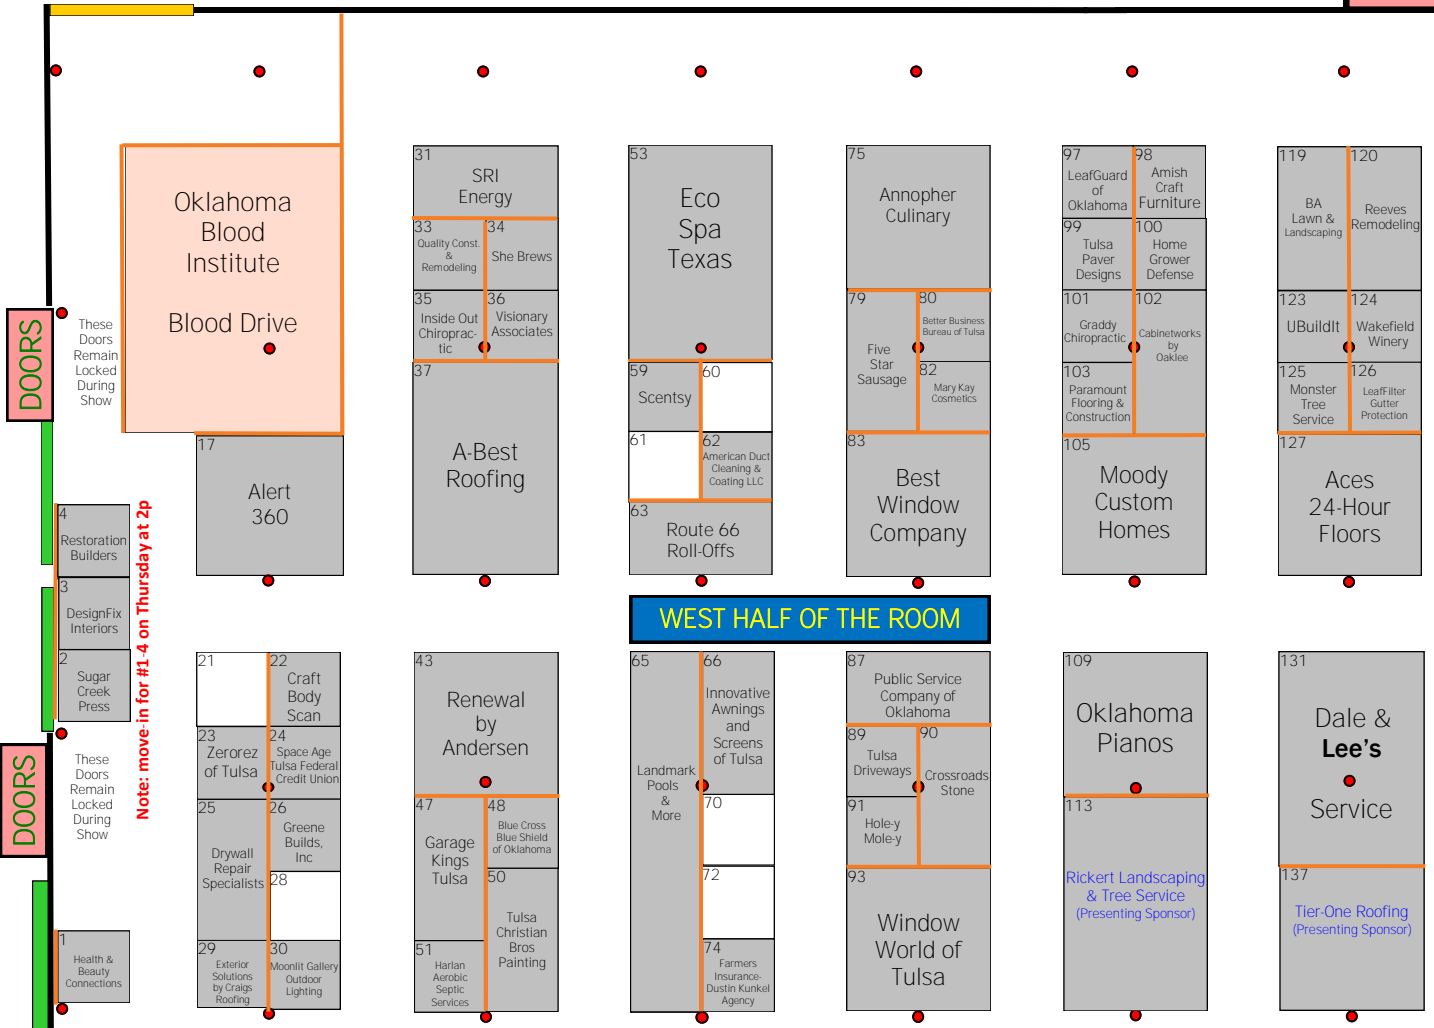 Oklahoma
Blood
Institute
Blood Drive
DOORS
These
Doors
Remain
Locked
During
Show
17
Alert
360
4
Restoration
Builders
3
DesignFix
Interiors
2
Sugar
Creek
Press
Note: move-in for #1-4 on Thursday at 2p
DOORS
These
Doors
Remain
Locked
During
Show
1
Health &
Beauty
Connections
21
22
Craft
Body
Scan
23
Zerorez
of Tulsa
24
Space Age
Tulsa Federal
Credit Union
25
Drywall
Repair
Specialists
26
Greene
Builds,
Inc
28
29
Exterior
Solutions
by Craigs
Roofing
30
Moonlit Gallery
Outdoor
Lighting
31
SRI
Energy
33
Quality Const.
&
Remodeling
34
She Brews
35
Inside Out
Chiroprac-
tic
36
Visionary
Associates
37
A-Best
Roofing
43
Renewal
by
Andersen
47
Garage
Kings
Tulsa
48
Blue Cross
Blue Shield
of Oklahoma
50
Tulsa
Christian
Bros
Painting
51
Harlan
Aerobic
Septic
Services
53
Eco
Spa
Texas
59
Scentsy
60
61
62
American Duct
Cleaning &
Coating LLC
63
Route 66
Roll-Offs
WEST HALF OF THE ROOM
65
Landmark
Pools
&
More
66
Innovative
Awnings
and
Screens
of Tulsa
70
72
74
Farmers
Insurance-
Dustin Kunkel
Agency
75
Annopher
Culinary
79
Five
Star
Sausage
80
Better Business
Bureau of Tulsa
82
Mary Kay
Cosmetics
83
Best
Window
Company
87
Public Service
Company of
Oklahoma
89
Tulsa
Driveways
90
Crossroads
Stone
91
Hole-y
Mole-y
93
Window
World of
Tulsa
97
LeafGuard
of
Oklahoma
98
Amish
Craft
Furniture
99
Tulsa
Paver
Designs
100
Home
Grower
Defense
101
Graddy
Chiropractic
102
Cabinetworks
by
Oaklee
103
Paramount
Flooring &
Construction
105
Moody
Custom
Homes
109
Oklahoma
Pianos
113
Rickert Landscaping
& Tree Service
(Presenting Sponsor)
119
BA
Lawn &
Landscaping
120
Reeves
Remodeling
123
UBuildIt
124
Wakefield
Winery
125
Monster
Tree
Service
126
LeafFilter
Gutter
Protection
127
Aces
24-Hour
Floors
131
Dale &
Lee's
Service
137
Tier-One Roofing
(Presenting Sponsor)